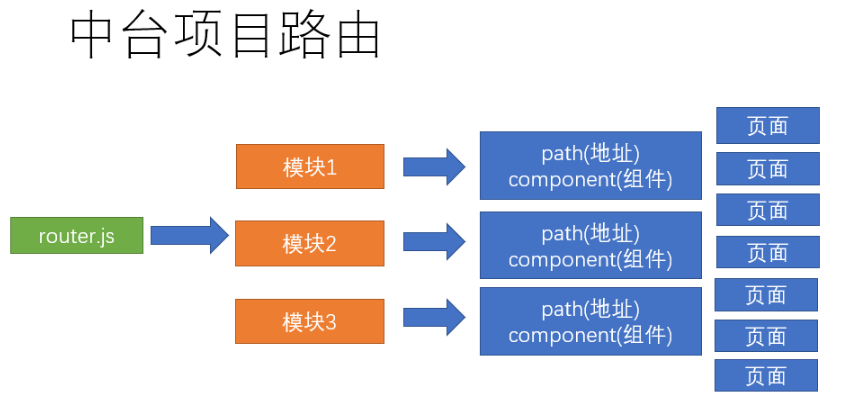 中台项目路由
router.js
模块1
模块2
模块3
path(地址)
component(组件)
path(地址)
component(组件)
path(地址)
component(组件)
页面
页面
页面
页面
页面
页面
页面